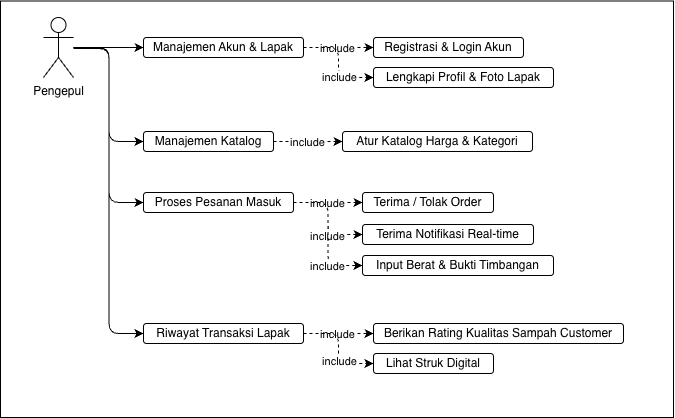 Pengepul
Manajemen Akun & Lapak
include
Registrasi & Login Akun
include
Lengkapi Profil & Foto Lapak
Manajemen Katalog
include
Atur Katalog Harga & Kategori
Proses Pesanan Masuk
include
Terima / Tolak Order
include
Terima Notifikasi Real-time
include
Input Berat & Bukti Timbangan
Riwayat Transaksi Lapak
include
Berikan Rating Kualitas Sampah Customer
include
Lihat Struk Digital